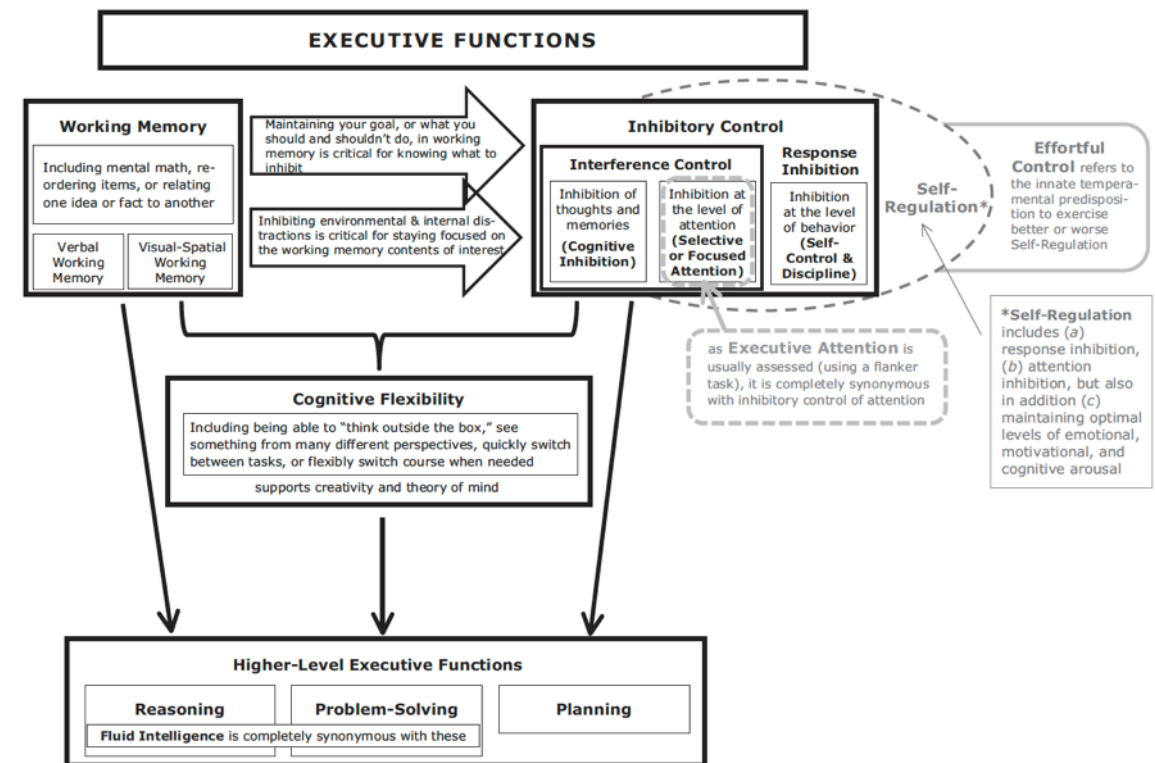 EXECUTIVE FUNCTIONS
Working Memory
Including mental math, re-
ordering items, or relating
one idea or fact to another
Verbal
Working
Memory
Visual-Spatial
Working
Memory
Maintaining your goal, or what you
should and shouldn't do, in working
memory is critical for knowing what to
inhibit
Inhibiting environmental & internal dis-
tractions is critical for staying focused on
the working memory contents of interest
Inhibitory Control
Interference Control
Inhibition of
thoughts and
memories
(Cognitive
Inhibition)
Inhibition at
the level of
attention
(Selective
or Focused
Attention)
Response
Inhibition
Inhibition
at the level
of behavior
(Self-
Control &
Discipline)
Self-
Regulation*
Effortful
Control refers to
the innate tempera-
mental predisposition
to exercise
better or worse
Self-Regulation
as Executive Attention is
usually assessed (using a flanker
task), it is completely synonymous
with inhibitory control of attention
*Self-Regulation
includes (a)
response inhibition,
(b) attention
inhibition, but also
in addition (c)
maintaining optimal
levels of emotional,
motivational, and
cognitive arousal
Cognitive Flexibility
Including being able to “think outside the box,” see
something from many different perspectives, quickly switch
between tasks, or flexibly switch course when needed
supports creativity and theory of mind
Higher-Level Executive Functions
Reasoning
Problem-Solving
Planning
Fluid Intelligence is completely synonymous with these